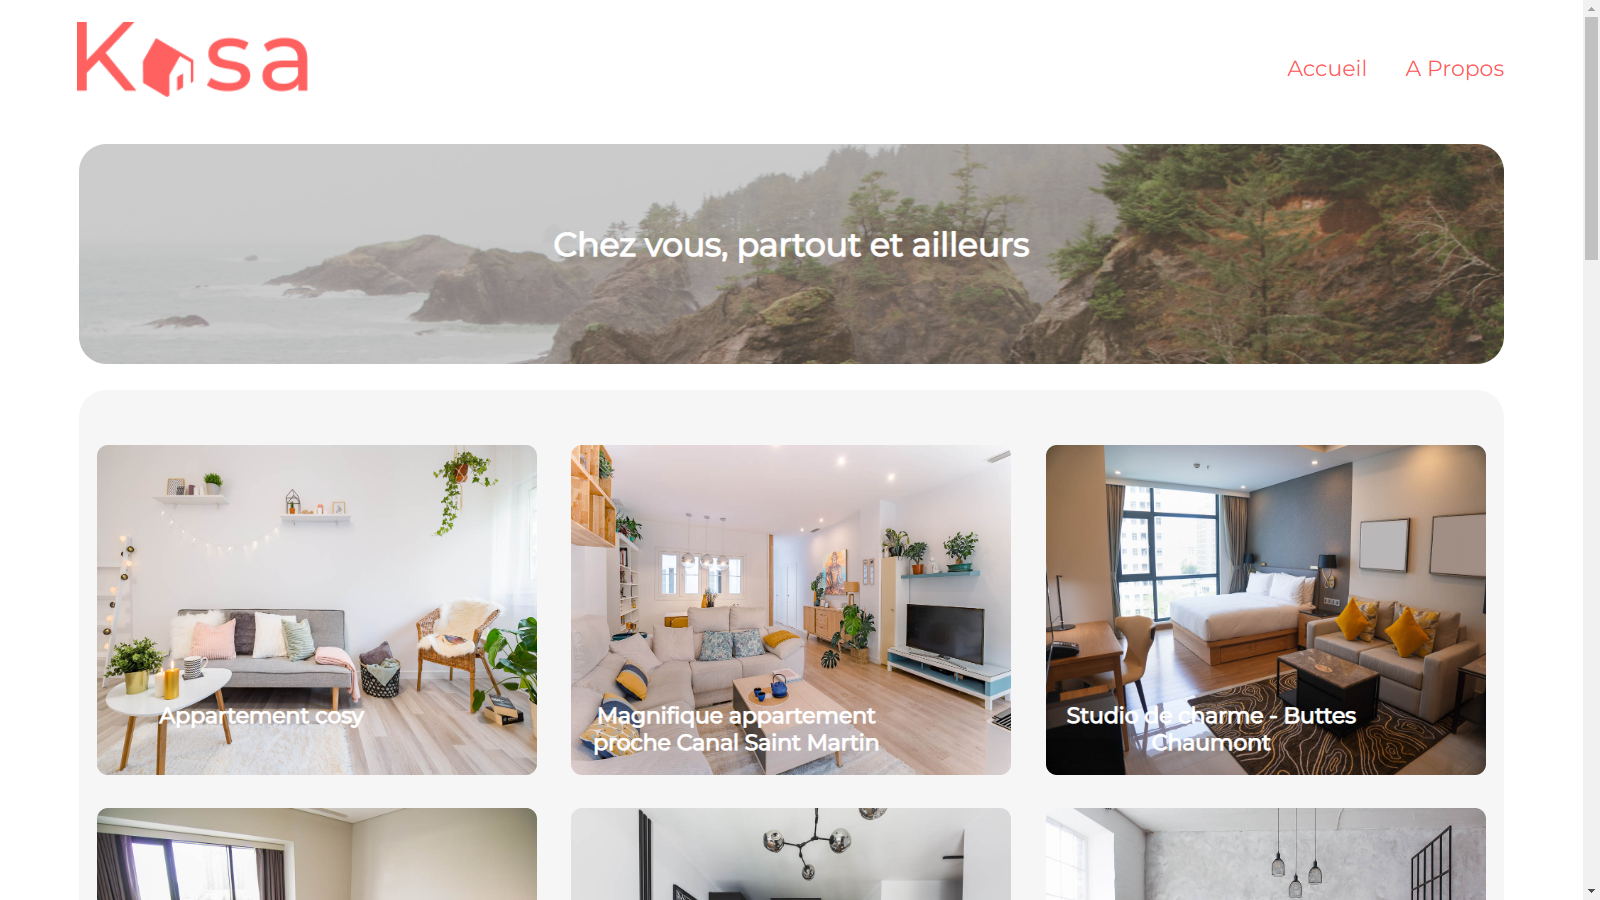 Kasa
Accueil
A Propos
Chez vous, partout et ailleurs
Appartement cosy
Magnifique appartement
proche Canal Saint Martin
Studio de charme - Buttes
Chaumont